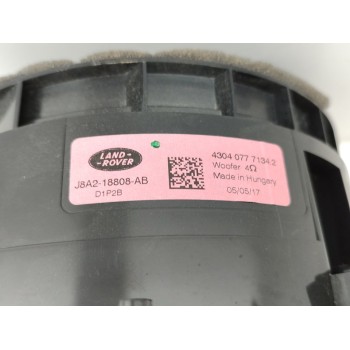 LAND-
ROVER
J8A2-18808-AB
D1P2B
4304 077 7134.2
Woofer 4Ω
Made in Hungary
05/05/17